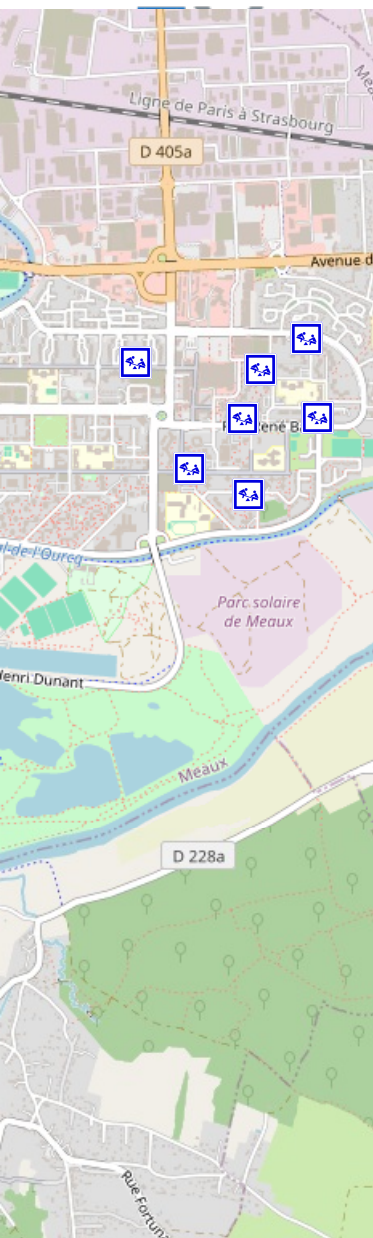 Mea
Ligne de Paris à Strasbourg
D 405a
Avenue d
René B
al-de-l'Ourcq
Parc solaire
de Meaux
Henri Dunant
Meaux
D 228a
Rue Fortun